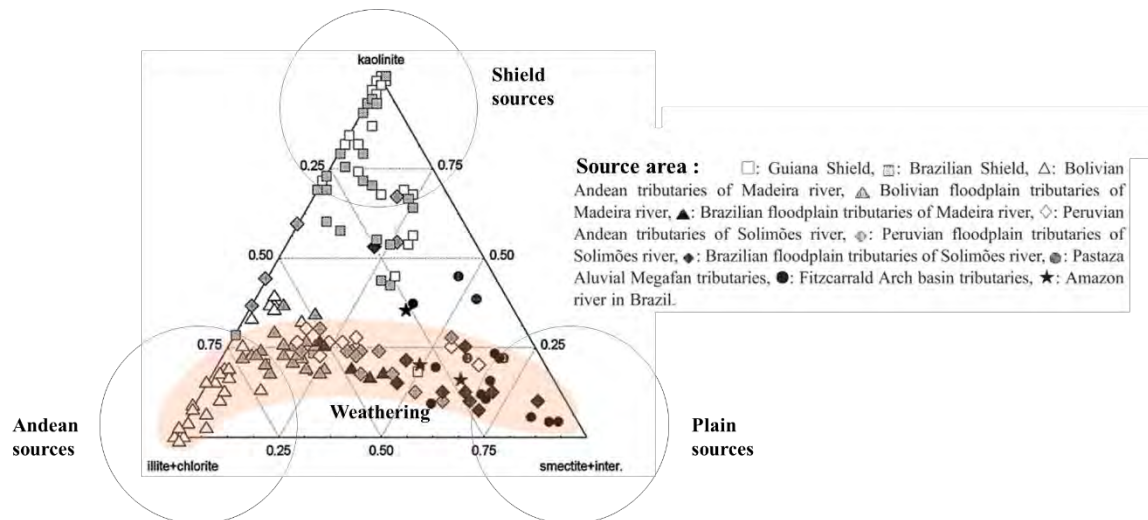 kaolinite
Shield
sources
0.25
0.75
Source area : □: Guiana Shield, ▥: Brazilian Shield, △: Bolivian
Andean tributaries of Madeira river, △: Bolivian floodplain tributaries of
Madeira river, ▲: Brazilian floodplain tributaries of Madeira river, ◇: Peruvian
Andean tributaries of Solimões river, ◈: Peruvian floodplain tributaries of
Solimões river, ◆: Brazilian floodplain tributaries of Solimões river, ●: Pastaza
Aluvial Megafan tributaries, ●: Fitzcarrald Arch basin tributaries, ★: Amazon
river in Brazil.
0.50
0.50
0.75
0.25
Andean
sources
Weathering
Plain
sources
0.25
0.50
0.75
illite+chlorite
smectite+inter.